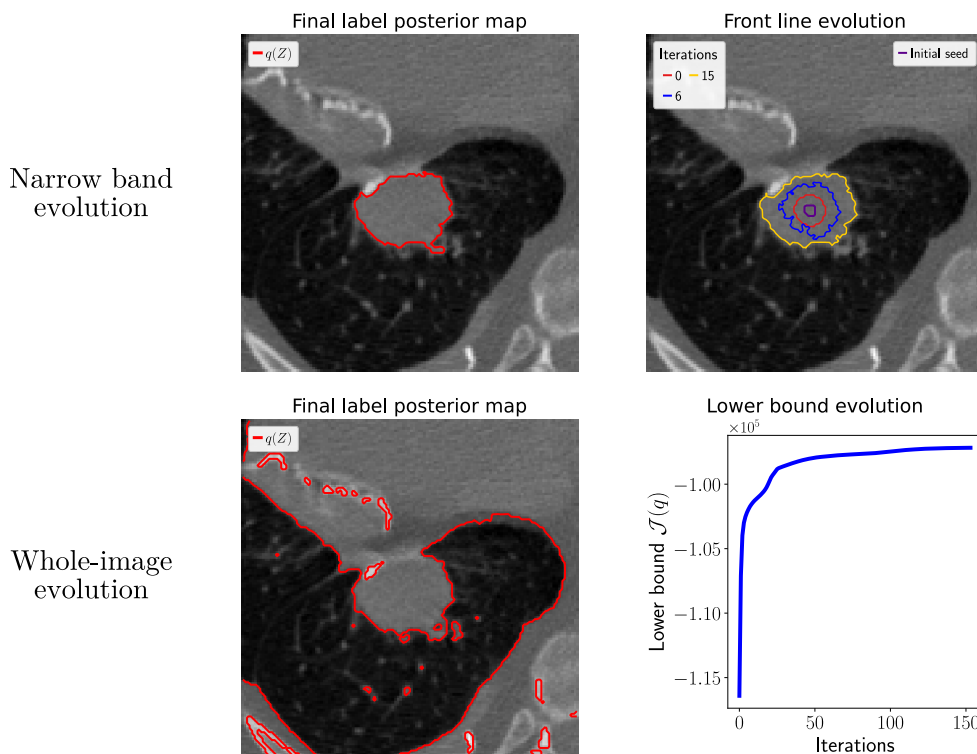 Final label posterior map
Front line evolution
q(Z)
Iterations
0 15
6
Initial seed
Narrow band
evolution
Final label posterior map
Lower bound evolution
q(Z)
×10⁵
−1.00
−1.05
−1.10
−1.15
Lower bound 𝒥(q)
0 50 100 150
Iterations
Whole-image
evolution